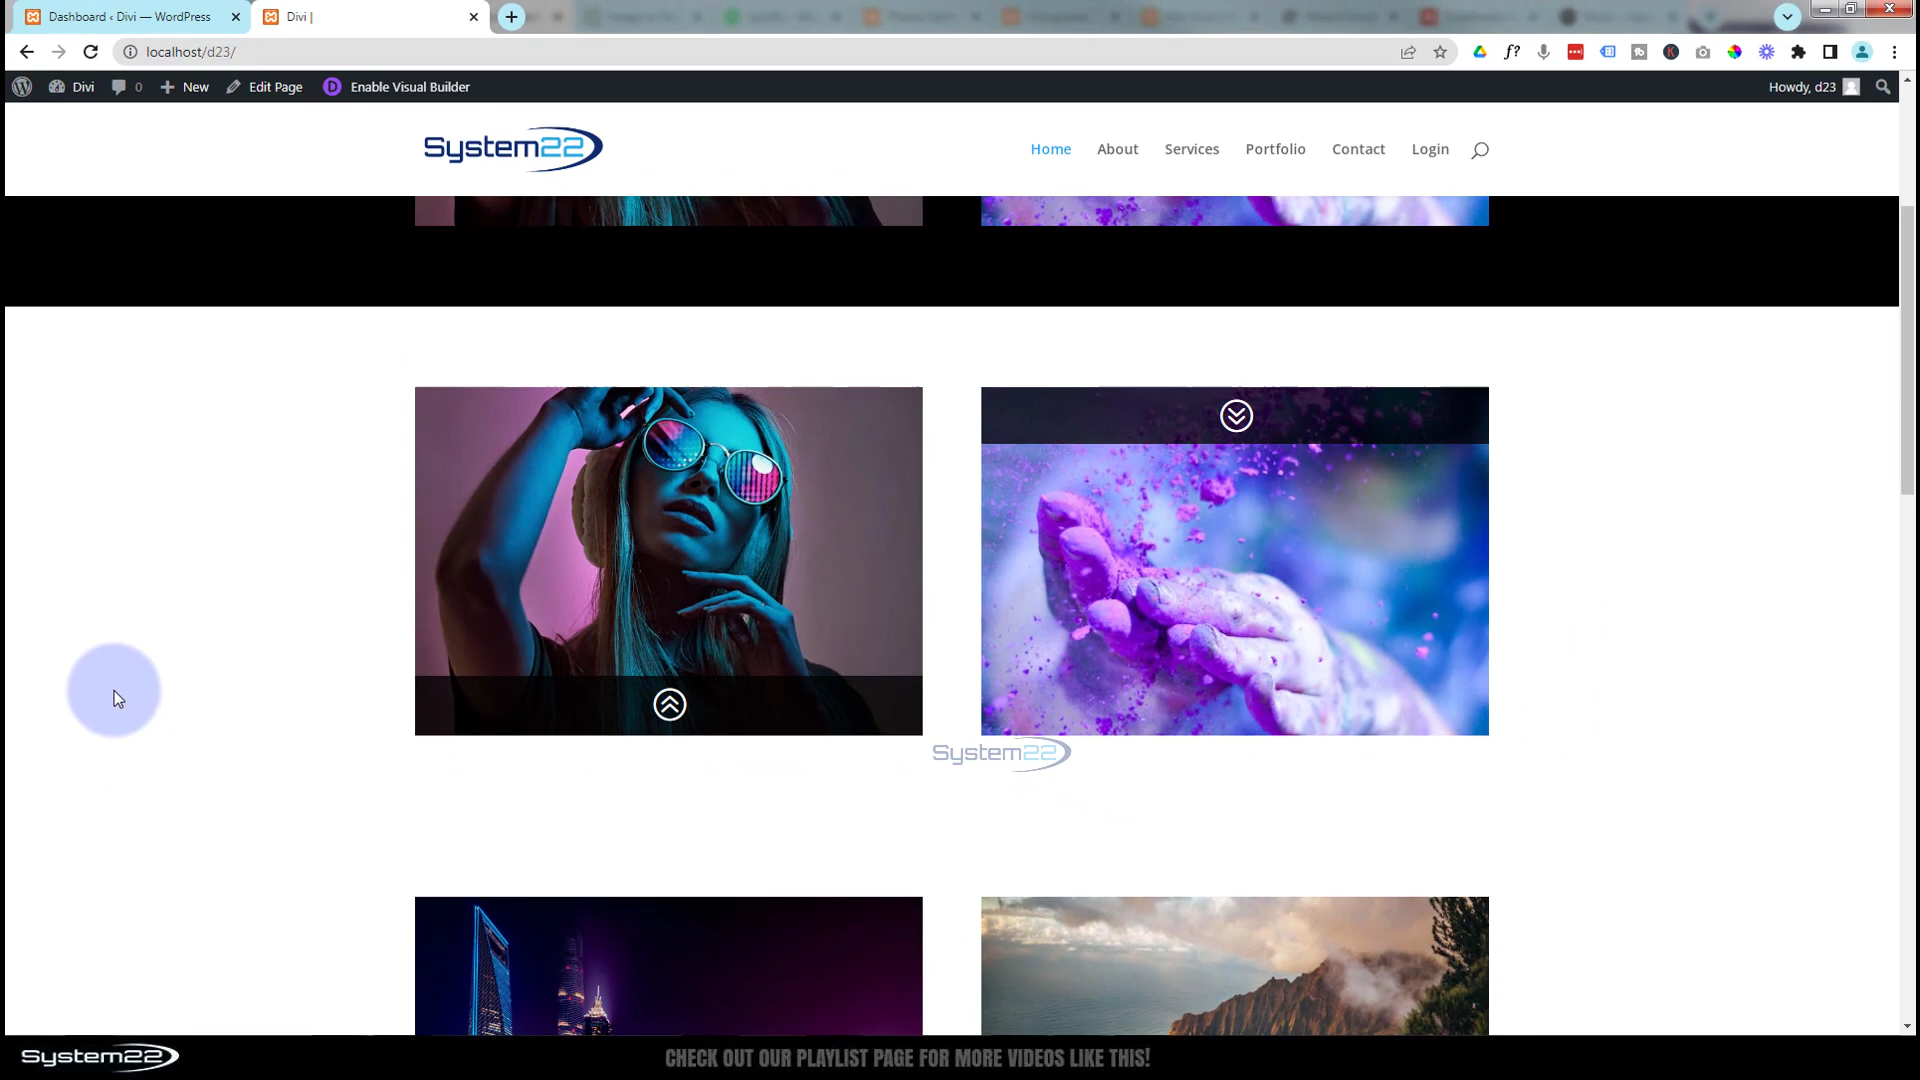 Dashboard ‹ Divi — WordPress
Divi |
localhost/d23/
Divi
0
New
Edit Page
Enable Visual Builder
Howdy, d23
System22
Home
About
Services
Portfolio
Contact
Login
System22
System22
CHECK OUT OUR PLAYLIST PAGE FOR MORE VIDEOS LIKE THIS!